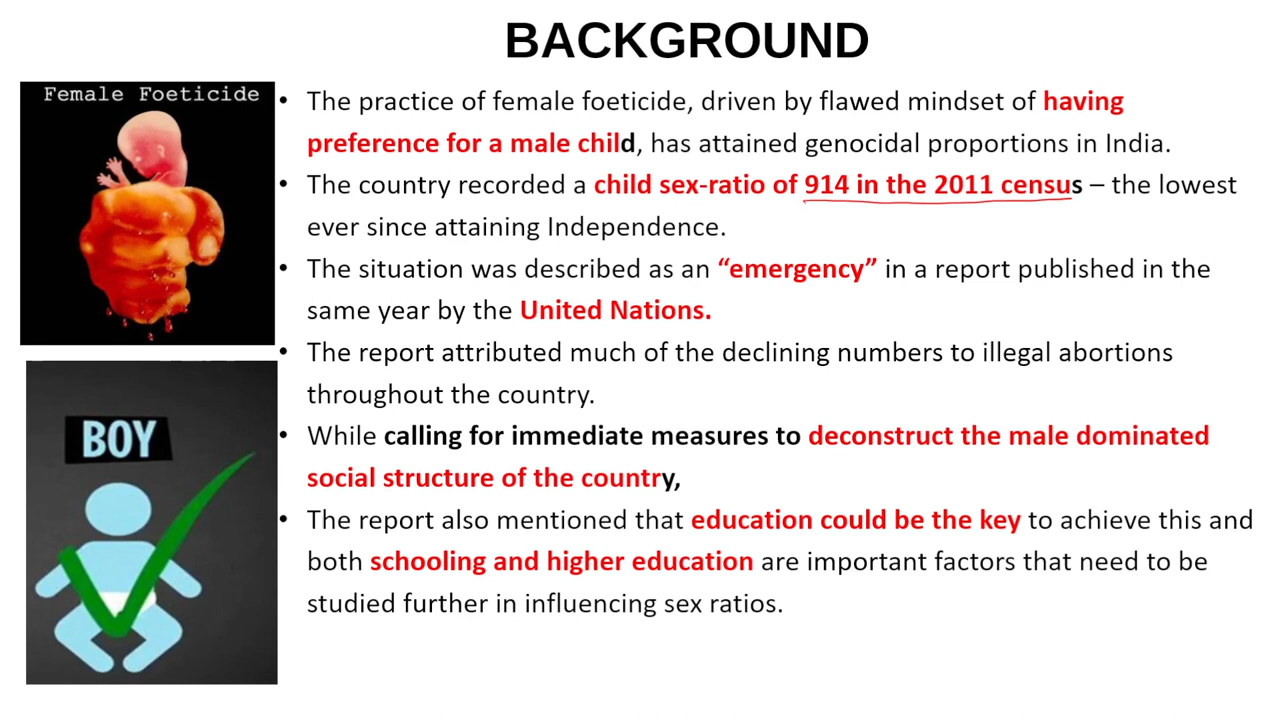 BACKGROUND
Female Foeticide
• The practice of female foeticide, driven by flawed mindset of having
preference for a male child, has attained genocidal proportions in India.
• The country recorded a child sex-ratio of 914 in the 2011 census – the lowest
ever since attaining Independence.
• The situation was described as an “emergency” in a report published in the
same year by the United Nations.
• The report attributed much of the declining numbers to illegal abortions
throughout the country.
• While calling for immediate measures to deconstruct the male dominated
social structure of the country,
• The report also mentioned that education could be the key to achieve this and
both schooling and higher education are important factors that need to be
studied further in influencing sex ratios.
BOY